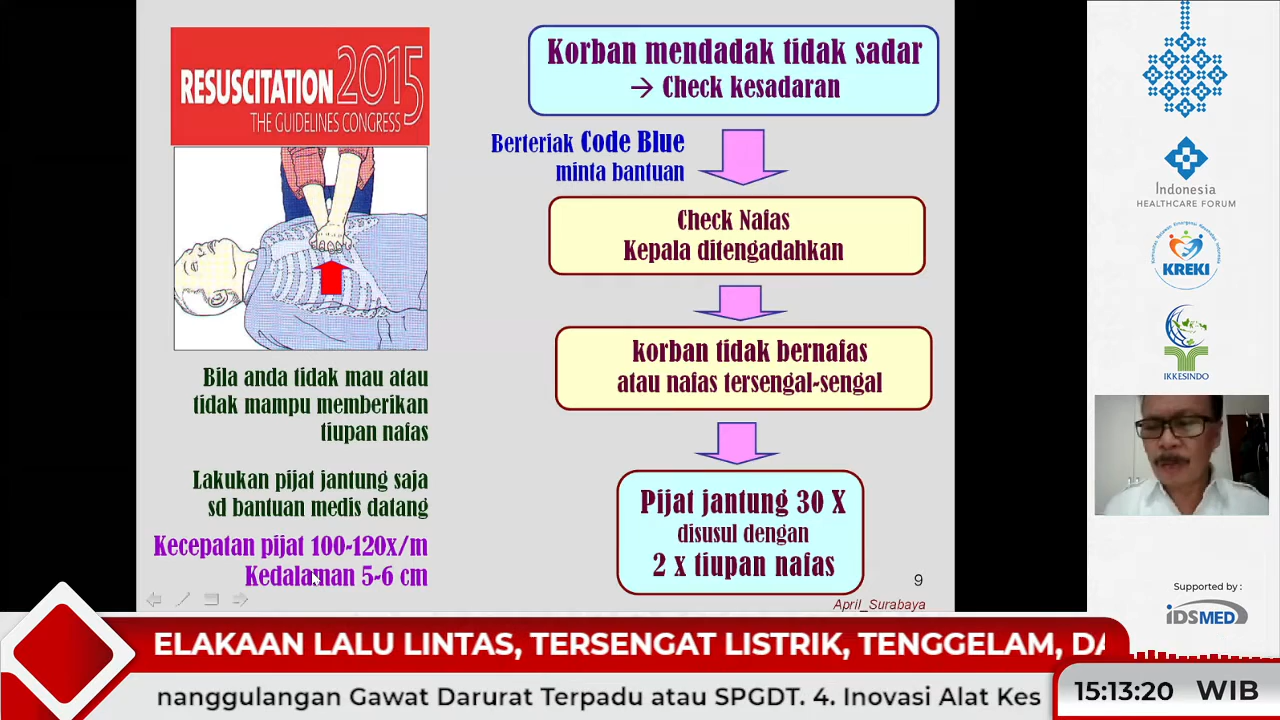 RESUSCITATION 2015
THE GUIDELINES CONGRESS
Bila anda tidak mau atau
tidak mampu memberikan
tiupan nafas
Lakukan pijat jantung saja
sd bantuan medis datang
Kecepatan pijat 100-120x/m
Kedalaman 5-6 cm
Korban mendadak tidak sadar
→ Check kesadaran
Berteriak Code Blue
minta bantuan
Check Nafas
Kepala ditengadahkan
korban tidak bernafas
atau nafas tersengal-sengal
Pijat jantung 30 X
disusul dengan
2 x tiupan nafas
9
April_Surabaya
Indonesia
HEALTHCARE FORUM
KREKI
IKKESINDO
Supported by :
iDSMED
ELAKAAN LALU LINTAS, TERSENGAT LISTRIK, TENGGELAM, DA
nanggulangan Gawat Darurat Terpadu atau SPGDT. 4. Inovasi Alat Kes
15:13:20 WIB